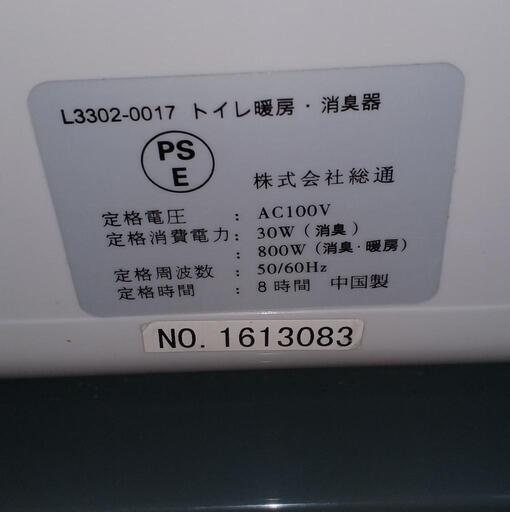 L3302-0017 トイレ暖房・消臭器
PS
E
株式会社総通
定格電圧 : AC100V
定格消費電力: 30W（消臭）
: 800W（消臭・暖房）
定格周波数 : 50/60Hz
定格時間 : 8時間 中国製
NO. 1613083